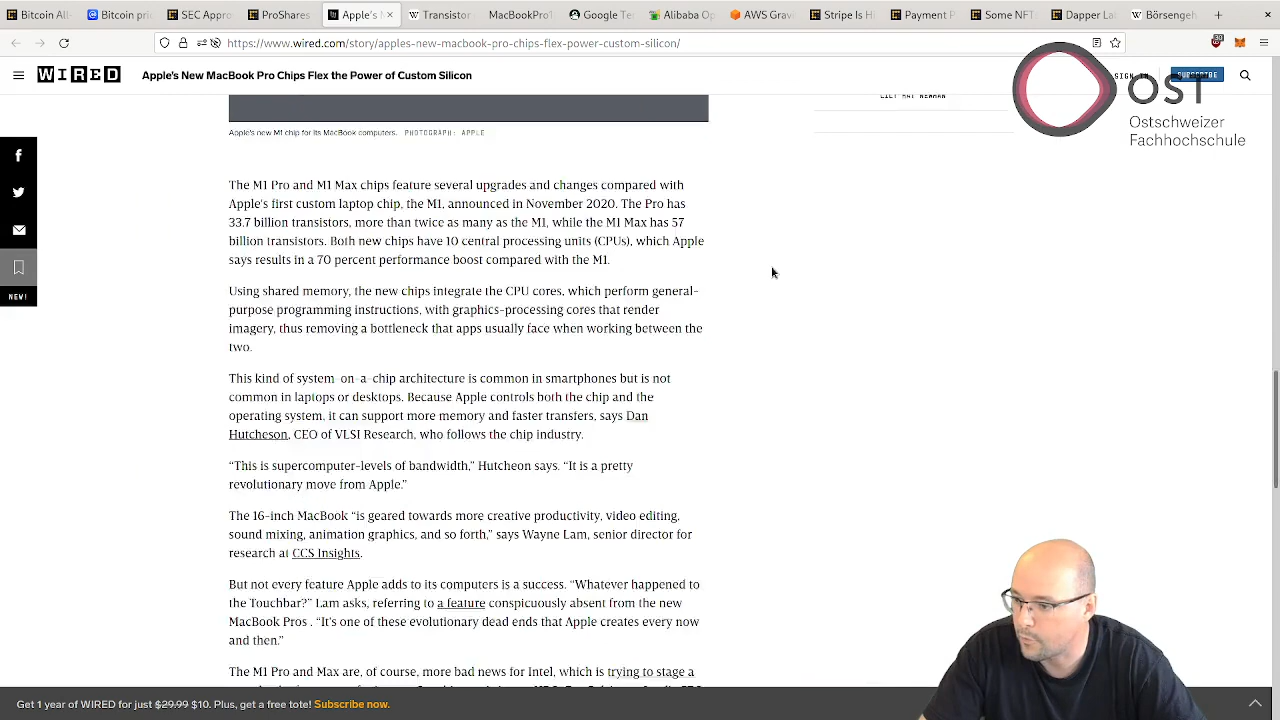 Bitcoin All
Bitcoin pric
SEC Appro
ProShares
Apple's N
Transistor
MacBookPro1
Google Te
Alibaba Op
AWS Grav
Stripe Is Hi
Payment P
Some NFT
Dapper Lab
Börsenge
https://www.wired.com/story/apples-new-macbook-pro-chips-flex-power-custom-silicon/
WIRED
Apple's New MacBook Pro Chips Flex the Power of Custom Silicon
SIGN IN
SUBSCRIBE
OST
Ostschweizer
Fachhochschule
LILY HAY NEWMAN
Apple's new M1 chip for its MacBook computers. PHOTOGRAPH: APPLE
The M1 Pro and M1 Max chips feature several upgrades and changes compared with
Apple's first custom laptop chip, the M1, announced in November 2020. The Pro has
33.7 billion transistors, more than twice as many as the M1, while the M1 Max has 57
billion transistors. Both new chips have 10 central processing units (CPUs), which Apple
says results in a 70 percent performance boost compared with the M1.
Using shared memory, the new chips integrate the CPU cores, which perform general-
purpose programming instructions, with graphics-processing cores that render
imagery, thus removing a bottleneck that apps usually face when working between the
two.
This kind of system-on-a-chip architecture is common in smartphones but is not
common in laptops or desktops. Because Apple controls both the chip and the
operating system, it can support more memory and faster transfers, says Dan
Hutcheson, CEO of VLSI Research, who follows the chip industry.
“This is supercomputer-levels of bandwidth,” Hutcheon says. “It is a pretty
revolutionary move from Apple.”
The 16-inch MacBook “is geared towards more creative productivity, video editing,
sound mixing, animation graphics, and so forth,” says Wayne Lam, senior director for
research at CCS Insights.
But not every feature Apple adds to its computers is a success. “Whatever happened to
the Touchbar?” Lam asks, referring to a feature conspicuously absent from the new
MacBook Pros . “It's one of these evolutionary dead ends that Apple creates every now
and then.”
The M1 Pro and Max are, of course, more bad news for Intel, which is trying to stage a
NEW!
Get 1 year of WIRED for just $29.99 $10. Plus, get a free tote! Subscribe now.